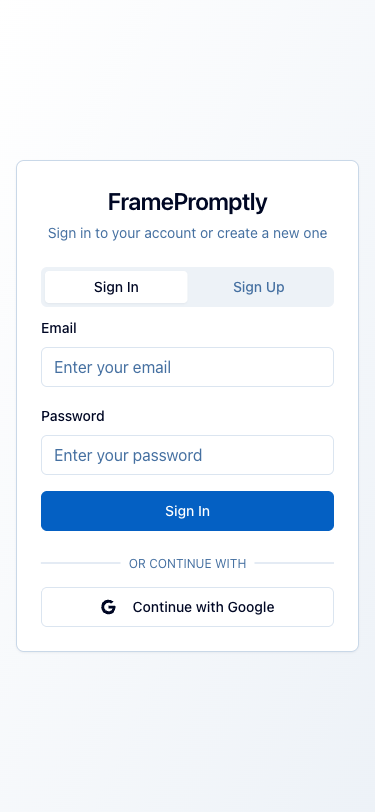 FramePromptly
Sign in to your account or create a new one
Sign In
Sign Up
Email
Enter your email
Password
Enter your password
Sign In
OR CONTINUE WITH
Continue with Google